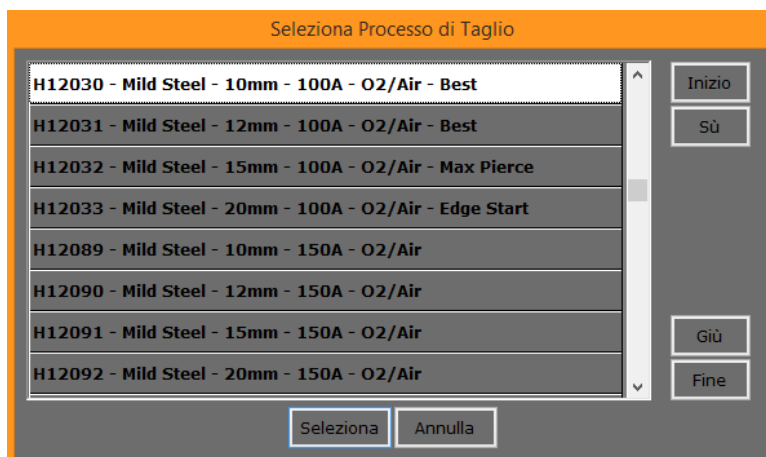 Seleziona Processo di Taglio
H12030 - Mild Steel - 10mm - 100A - O2/Air - Best
H12031 - Mild Steel - 12mm - 100A - O2/Air - Best
H12032 - Mild Steel - 15mm - 100A - O2/Air - Max Pierce
H12033 - Mild Steel - 20mm - 100A - O2/Air - Edge Start
H12089 - Mild Steel - 10mm - 150A - O2/Air
H12090 - Mild Steel - 12mm - 150A - O2/Air
H12091 - Mild Steel - 15mm - 150A - O2/Air
H12092 - Mild Steel - 20mm - 150A - O2/Air
Inizio
Sù
Giù
Fine
Seleziona
Annulla